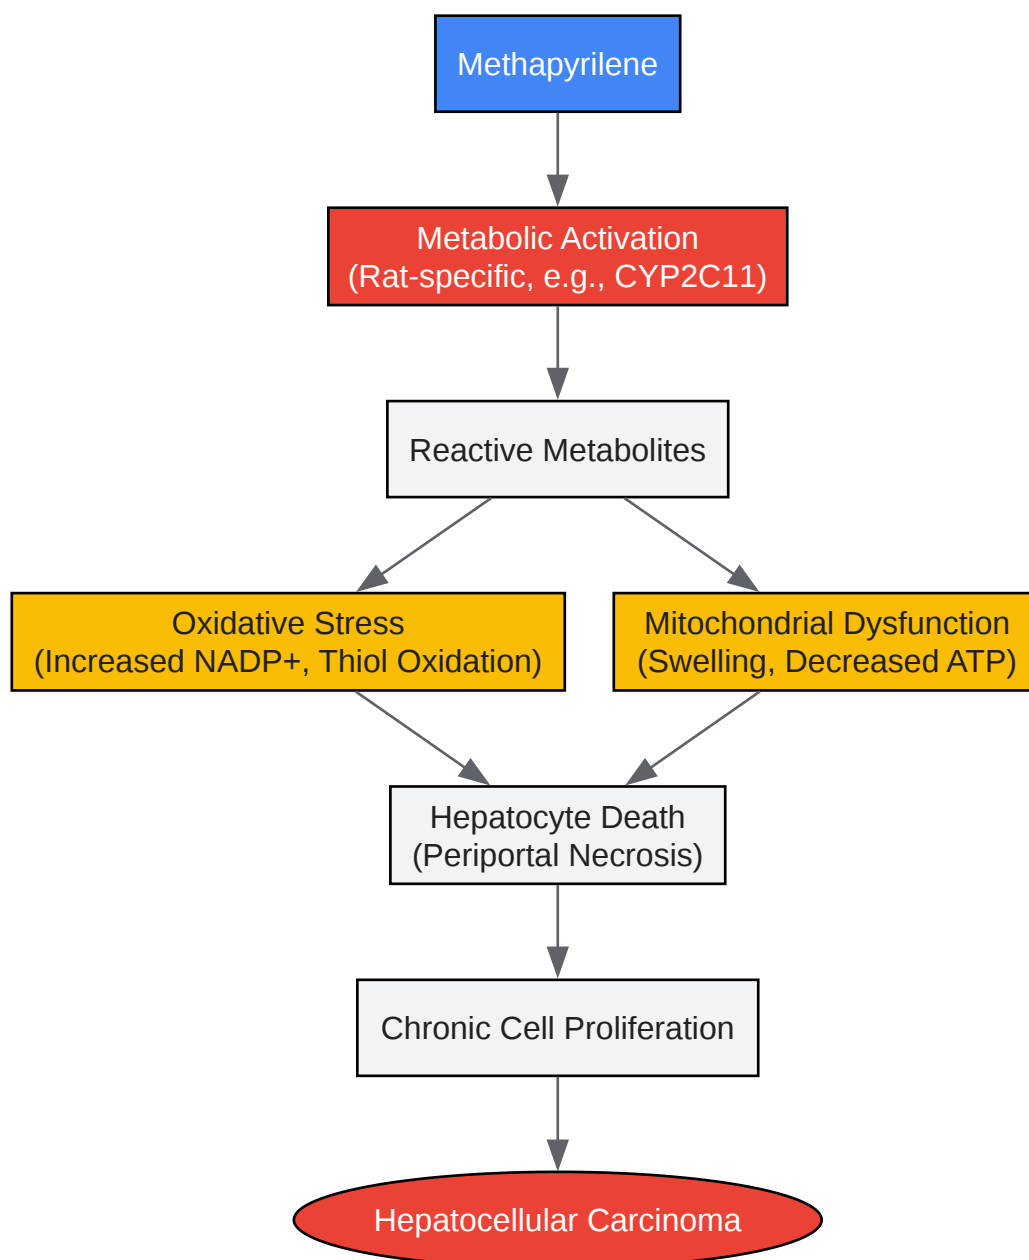 Methapyrilene
Metabolic Activation
(Rat-specific, e.g., CYP2C11)
Reactive Metabolites
Oxidative Stress
(Increased NADP+, Thiol Oxidation)
Mitochondrial Dysfunction
(Swelling, Decreased ATP)
Hepatocyte Death
(Periportal Necrosis)
Chronic Cell Proliferation
Hepatocellular Carcinoma